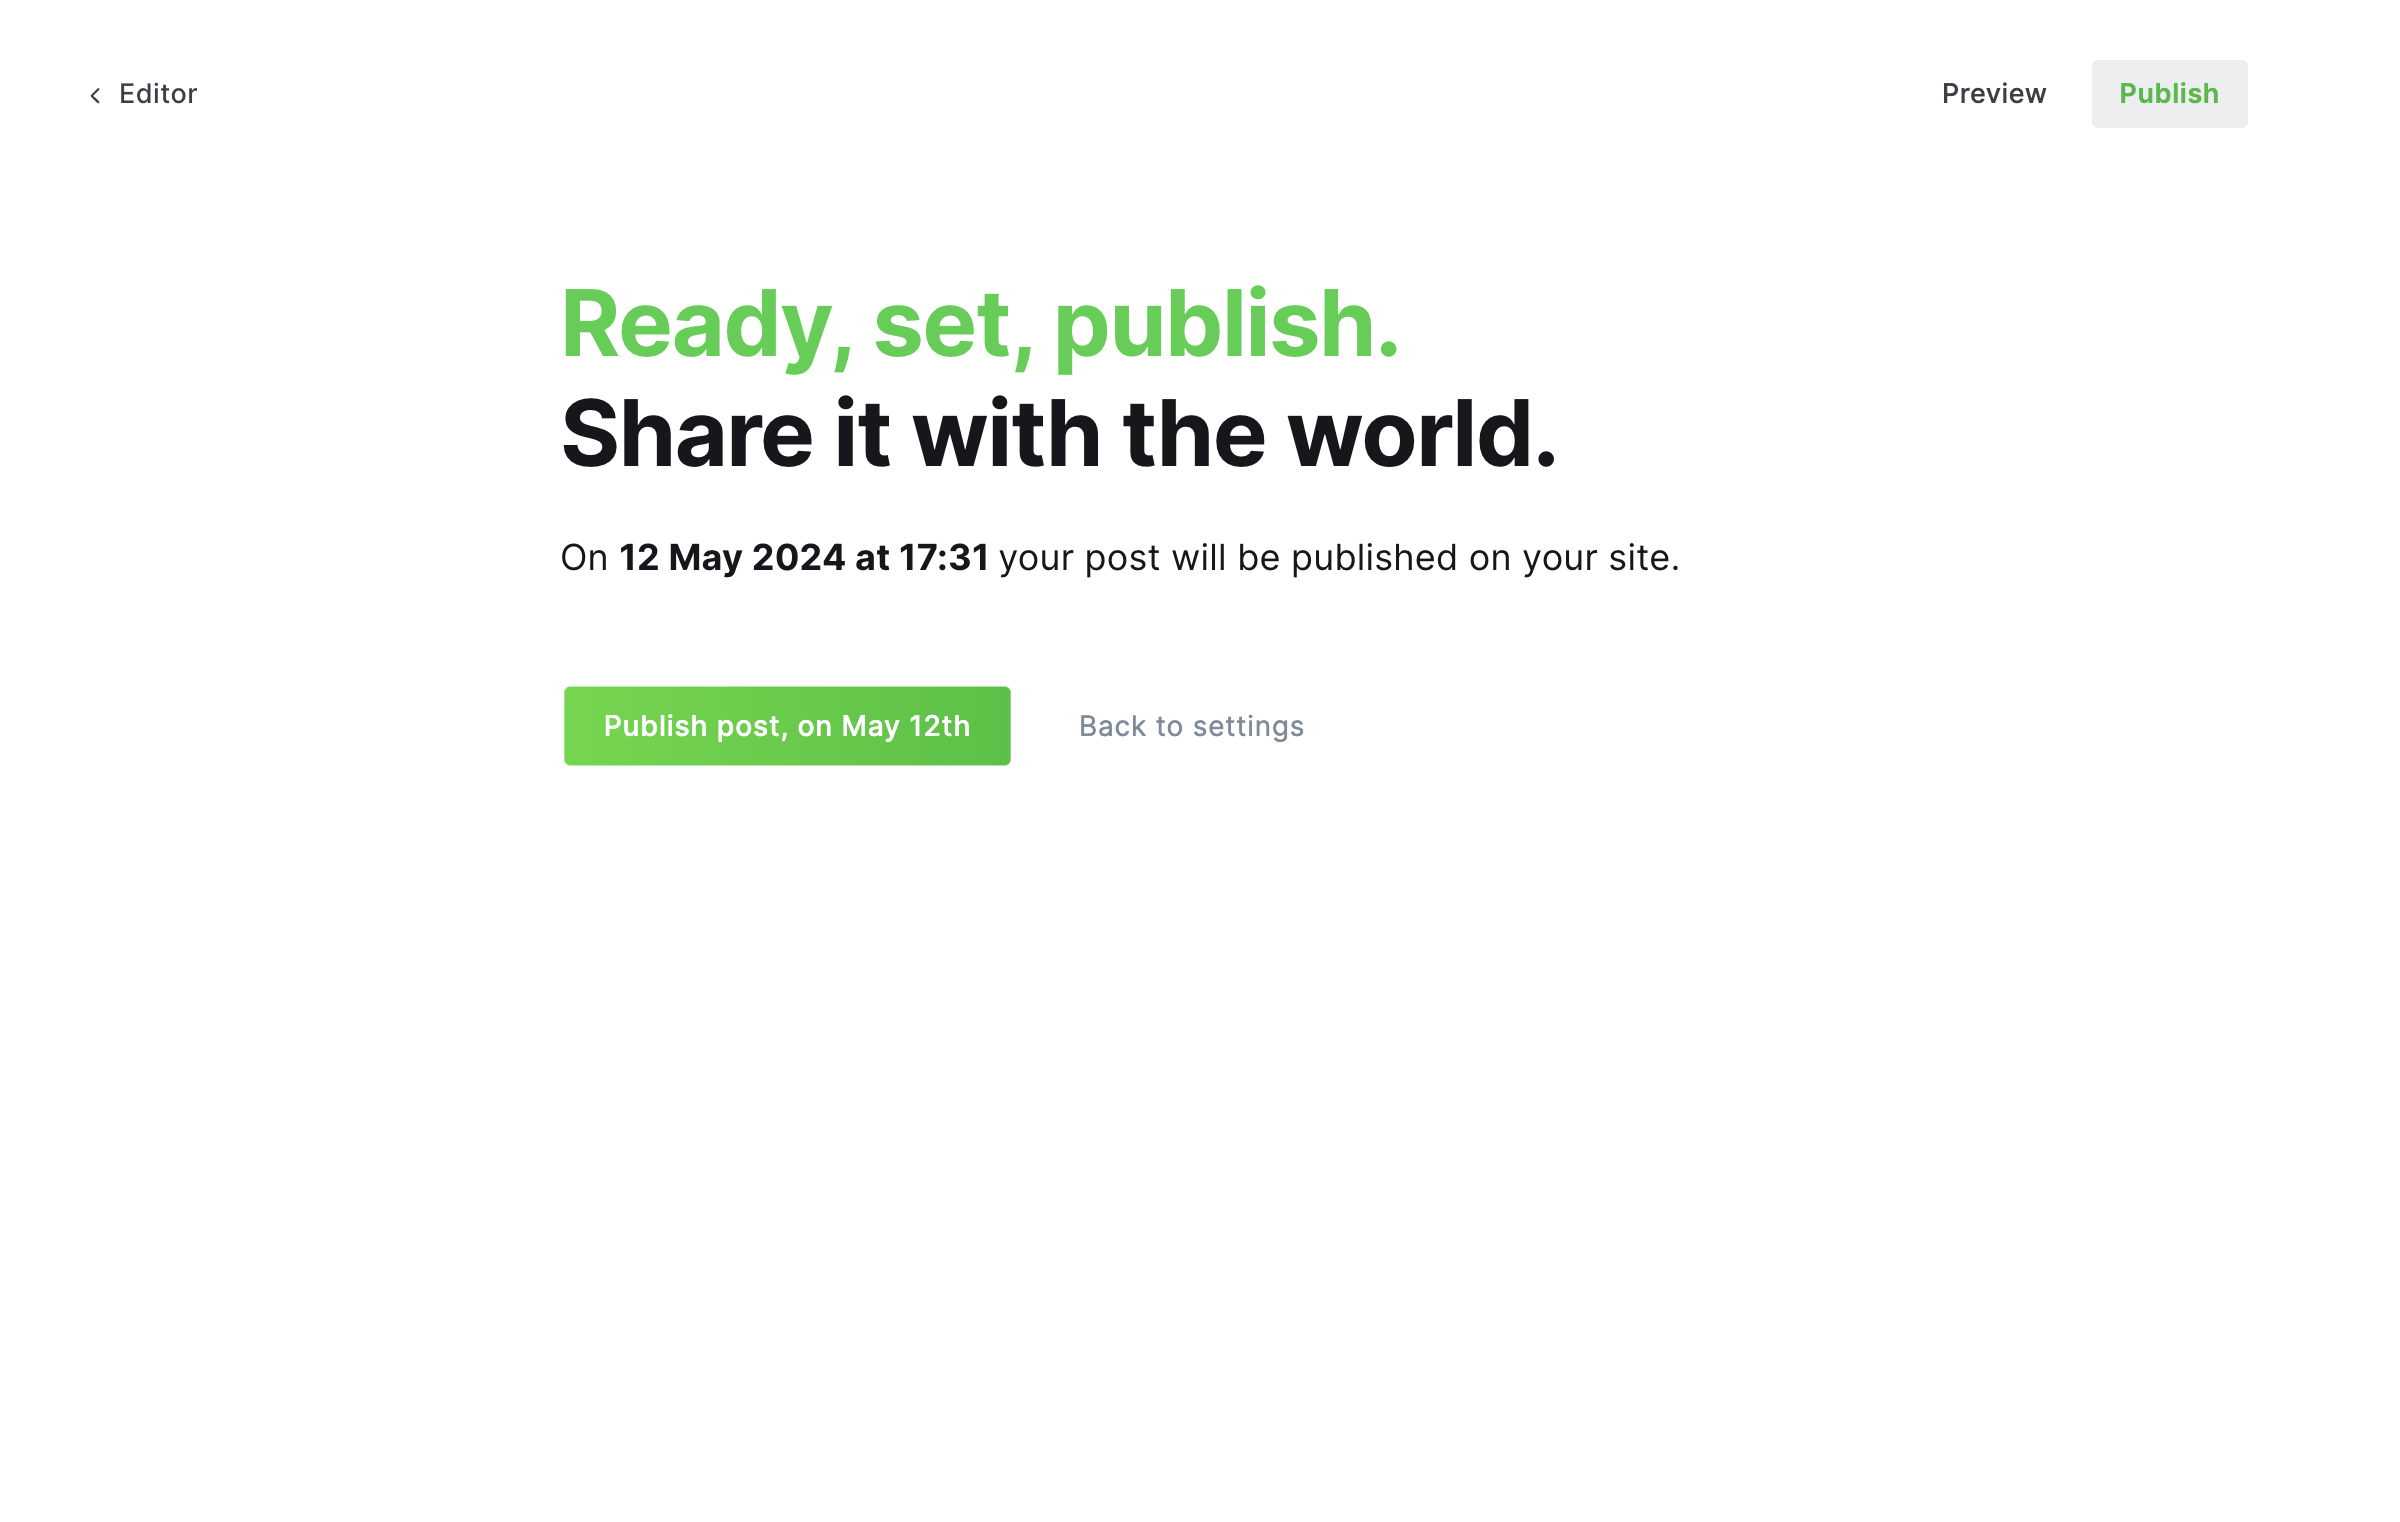 Editor
Preview
Publish
Ready, set, publish.
Share it with the world.
On 12 May 2024 at 17:31 your post will be published on your site.
Publish post, on May 12th
Back to settings